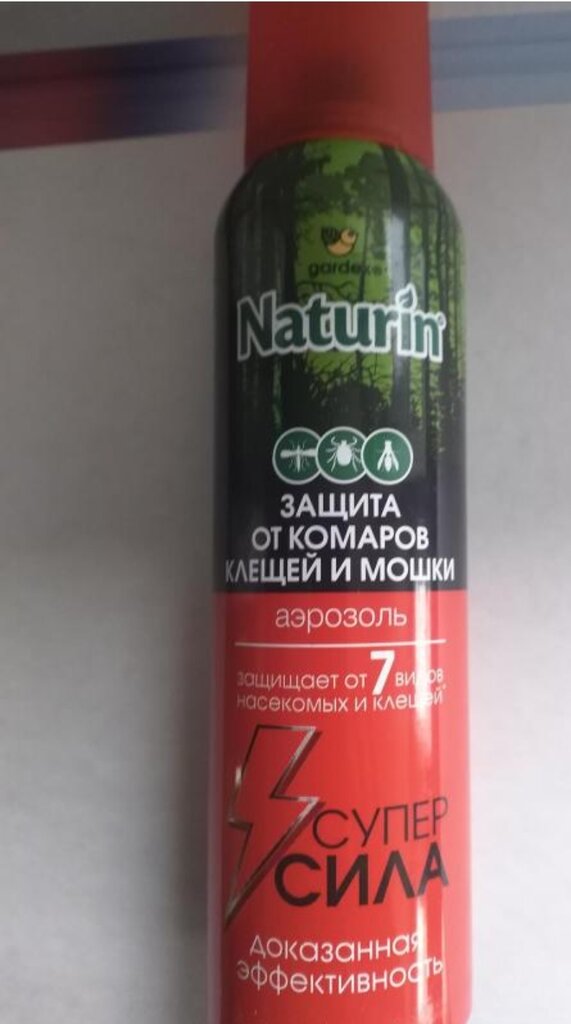 gardex
Naturin®
ЗАЩИТА
ОТ КОМАРОВ
КЛЕЩЕЙ И МОШКИ
аэрозоль
защищает от 7 видов
насекомых и клещей*
СУПЕР
СИЛА
доказанная
эффективность